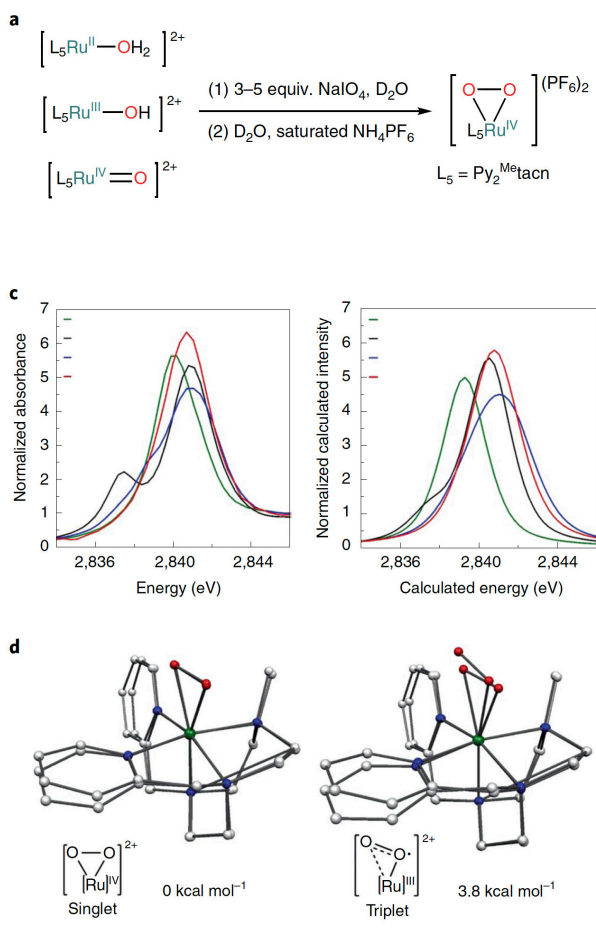 a
[L₅Ruᴵᴵ—OH₂]²⁺
[L₅Ruᴵᴵᴵ—OH]²⁺
[L₅Ruᴵⱽ=O]²⁺
(1) 3–5 equiv. NaIO₄, D₂O
(2) D₂O, saturated NH₄PF₆
O—O (PF₆)₂
L₅Ruᴵⱽ
L₅ = Py₂ᴹᵉtacn
c
Normalized absorbance
7
6
5
4
3
2
1
0
2,836 2,840 2,844
Energy (eV)
Normalized calculated intensity
7
6
5
4
3
2
1
0
2,836 2,840 2,844
Calculated energy (eV)
d
O—O 2+
[Ru]ᴵⱽ
Singlet
0 kcal mol⁻¹
O O· 2+
[Ru]ᴵᴵᴵ
Triplet
3.8 kcal mol⁻¹